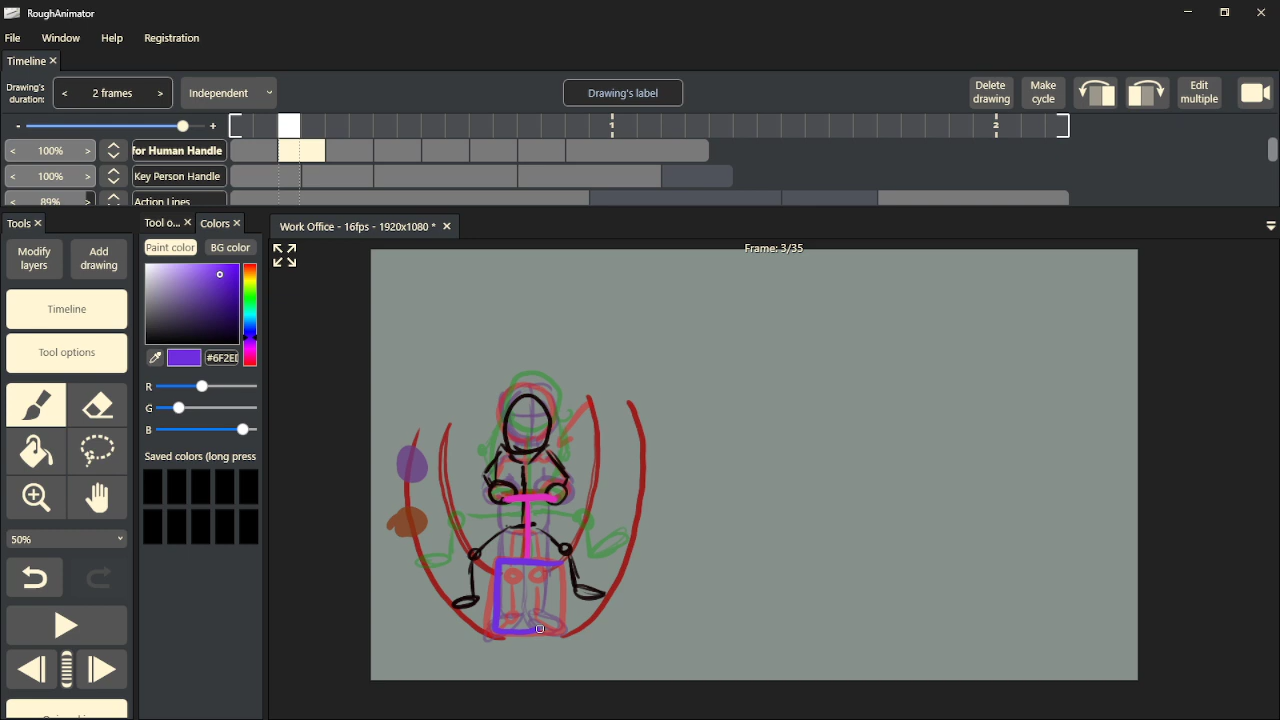 RoughAnimator
File Window Help Registration
Timeline
Drawing's
duration:
< 2 frames >
Independent
Drawing's label
Delete
drawing
Make
cycle
Edit
multiple
- +
1
2
< 100% >
for Human Handle
< 100% >
Key Person Handle
< 89% >
Action Lines
Tools
Tool o...
Colors
Work Office - 16fps - 1920x1080 *
Modify
layers
Add
drawing
Paint color
BG color
Frame: 3/35
Timeline
Tool options
#6F2E
R
G
B
Saved colors (long press
50%